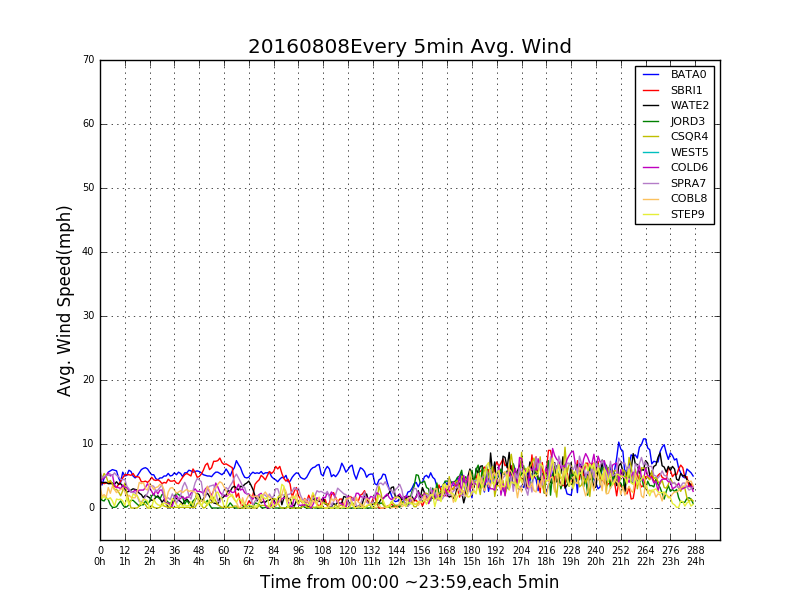 20160808Every 5min Avg. Wind
70
60
50
40
30
20
10
0
Avg. Wind Speed(mph)
BATA0
SBRI1
WATE2
JORD3
CSQR4
WEST5
COLD6
SPRA7
COBL8
STEP9
0 12 24 36 48 60 72 84 96 108 120 132 144 156 168 180 192 204 216 228 240 252 264 276 288
0h 1h 2h 3h 4h 5h 6h 7h 8h 9h 10h 11h 12h 13h 14h 15h 16h 17h 18h 19h 20h 21h 22h 23h 24h
Time from 00:00 ~23:59,each 5min